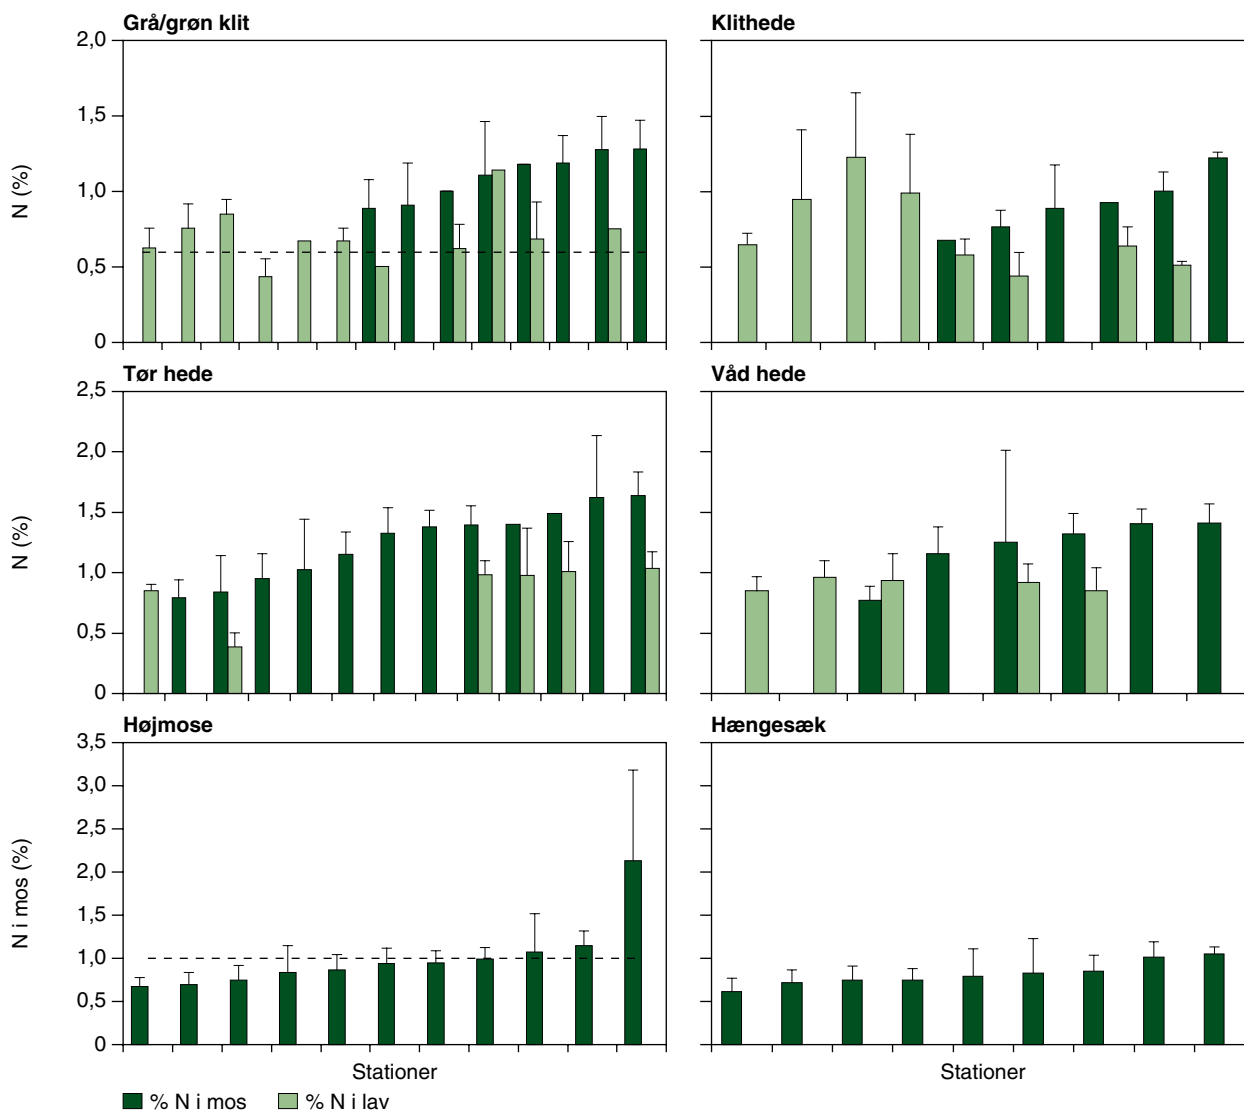 Grå/grøn klit
Klithede
2,0
1,5
1,0
0,5
0
N (%)
Tør hede
Våd hede
2,5
2,0
1,5
1,0
0,5
0
N (%)
Højmose
Hængesæk
3,5
3,0
2,5
2,0
1,5
1,0
0,5
0
N i mos (%)
Stationer
Stationer
% N i mos
% N i lav